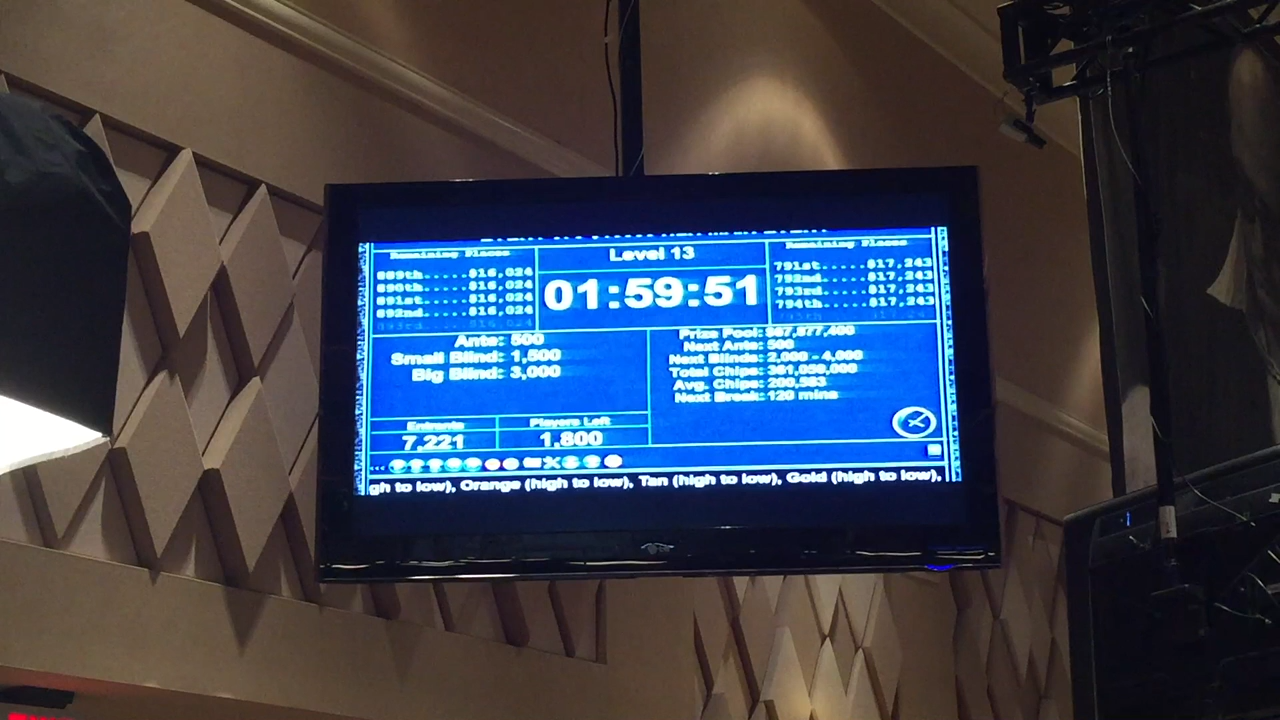 Remaining Places
889th.....$16,024
890th.....$16,024
891st.....$16,024
892nd.....$16,024
893rd.....$16,024
Level 13
01:59:51
Remaining Places
791st.....$17,243
792nd.....$17,243
793rd.....$17,243
794th.....$17,243
Ante: 500
Small Blind: 1,500
Big Blind: 3,000
Prize Pool: $67,877,400
Next Ante: 500
Next Blinds: 2,000 - 4,000
Total Chips: 361,050,000
Avg. Chips: 200,583
Next Break: 120 mins
Entrants
7,221
Players Left
1,800
gh to low), Orange (high to low), Tan (high to low), Gold (high to low),